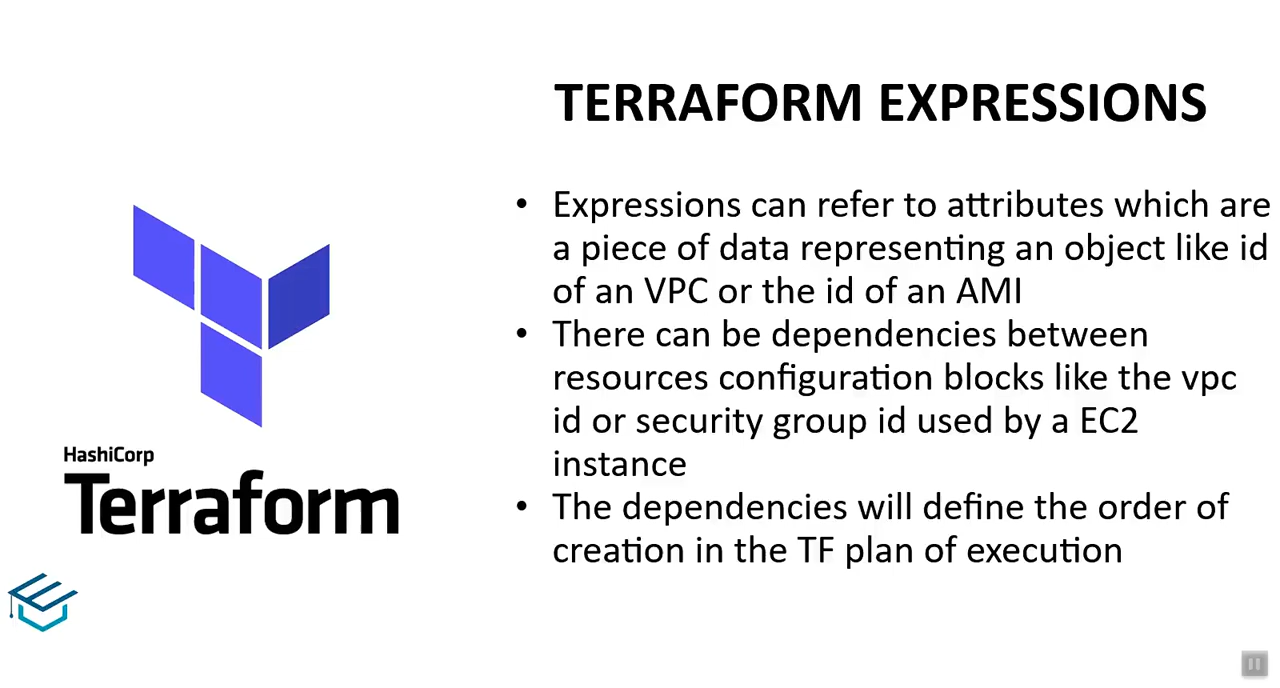 TERRAFORM EXPRESSIONS
• Expressions can refer to attributes which are
a piece of data representing an object like id
of an VPC or the id of an AMI
• There can be dependencies between
resources configuration blocks like the vpc
id or security group id used by a EC2
instance
• The dependencies will define the order of
creation in the TF plan of execution
HashiCorp
Terraform